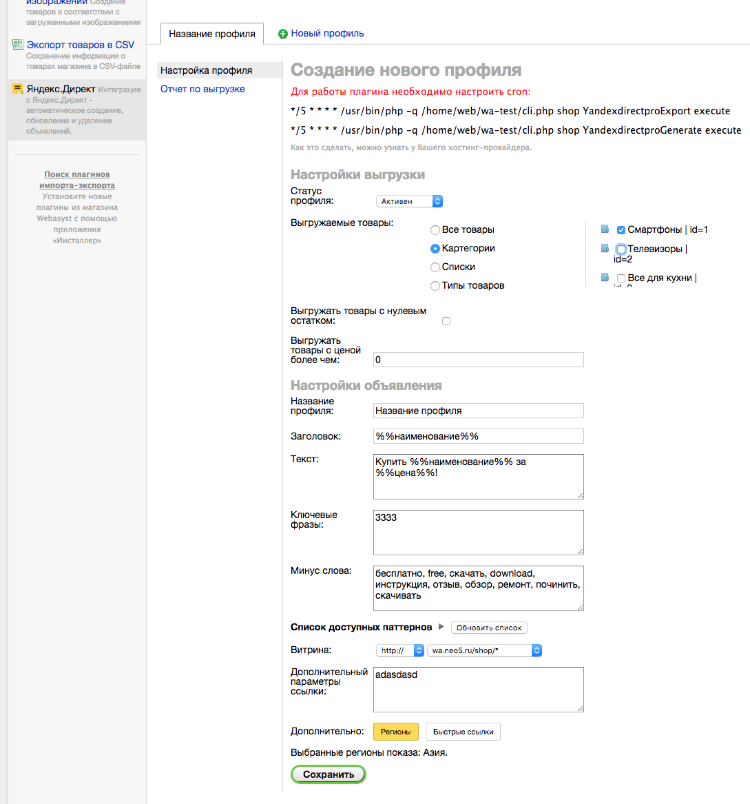 изображений Создание
товаров в соответствии с
загруженными изображениями
Экспорт товаров в CSV
Сохранение информации о
товарах магазина в CSV-файле
Яндекс.Директ Интеграция
с Яндекс.Директ -
автоматическое создание,
обновление и удаление
объявлений.
Поиск плагинов
импорта-экспорта
Установите новые
плагины из магазина
Webasyst с помощью
приложения
«Инсталлер»
Название профиля
Новый профиль
Настройка профиля
Отчет по выгрузке
Создание нового профиля
Для работы плагина необходимо настроить cron:
*/5 * * * * /usr/bin/php -q /home/web/wa-test/cli.php shop YandexdirectproExport execute
*/5 * * * * /usr/bin/php -q /home/web/wa-test/cli.php shop YandexdirectproGenerate execute
Как это сделать, можно узнать у Вашего хостинг-провайдера.
Настройки выгрузки
Статус
профиля:
Активен
Выгружаемые товары:
Все товары
Картегории
Списки
Типы товаров
Смартфоны | id=1
Телевизоры |
id=2
Все для кухни |
Выгружать товары с нулевым
остатком:
Выгружать
товары с ценой
более чем:
0
Настройки объявления
Название
профиля:
Название профиля
Заголовок:
%%наименование%%
Текст:
Купить %%наименование%% за
%%цена%%!
Ключевые
фразы:
3333
Минус слова:
бесплатно, free, скачать, download,
инструкция, отзыв, обзор, ремонт, починить,
скачивать
Список доступных паттернов
Обновить список
Витрина:
http://
wa.neo5.ru/shop/*
Дополнительный
параметры
ссылки:
adasdasd
Дополнительно:
Регионы
Быстрые ссылки
Выбранные регионы показа: Азия.
Сохранить